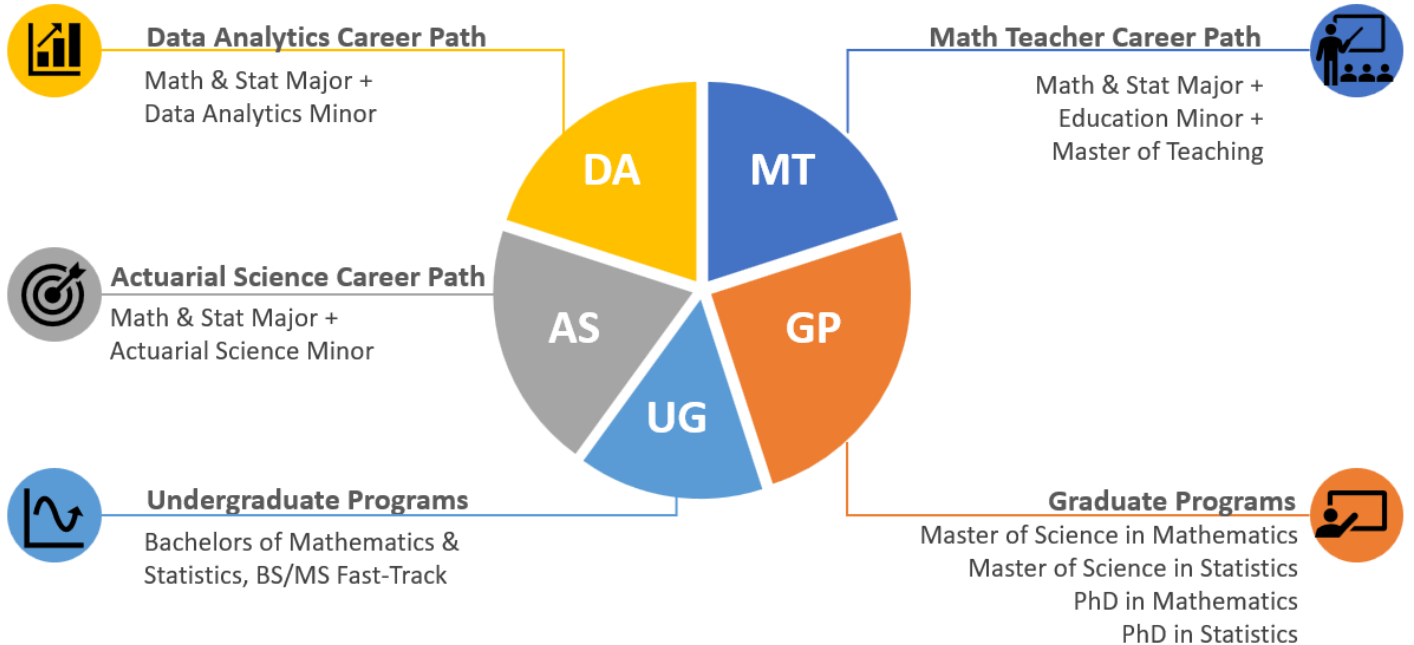 Data Analytics Career Path
Math & Stat Major +
Data Analytics Minor
Math Teacher Career Path
Math & Stat Major +
Education Minor +
Master of Teaching
DA
MT
Actuarial Science Career Path
Math & Stat Major +
Actuarial Science Minor
AS
GP
UG
Undergraduate Programs
Bachelors of Mathematics &
Statistics, BS/MS Fast-Track
Graduate Programs
Master of Science in Mathematics
Master of Science in Statistics
PhD in Mathematics
PhD in Statistics